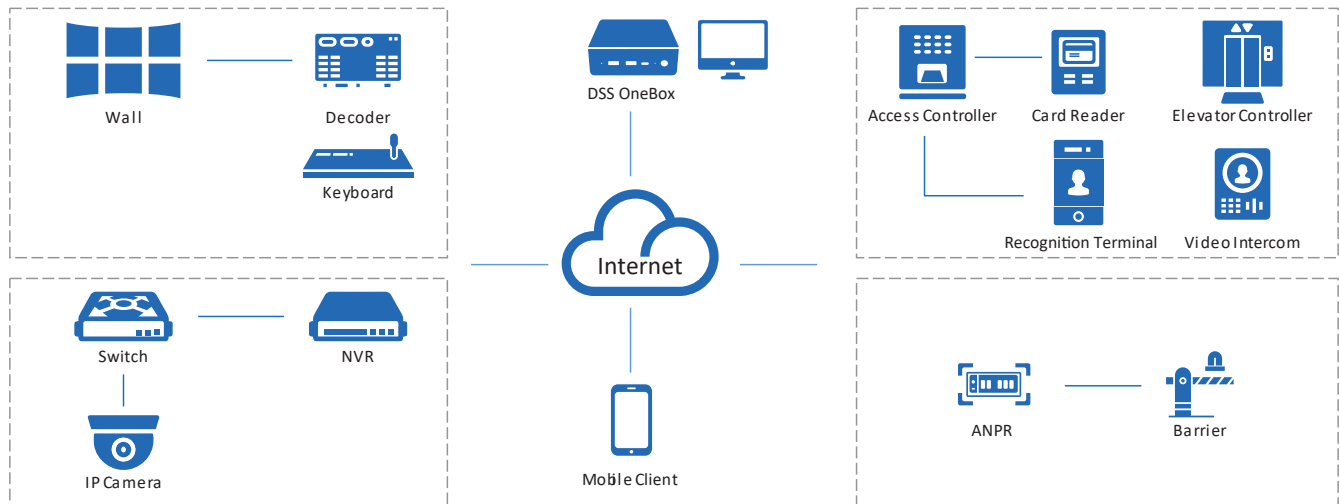 Wall
Decoder
Keyboard
DSS OneBox
Access Controller
Card Reader
Elevator Controller
Recognition Terminal
Video Intercom
Internet
Switch
NVR
IP Camera
Mobile Client
ANPR
Barrier